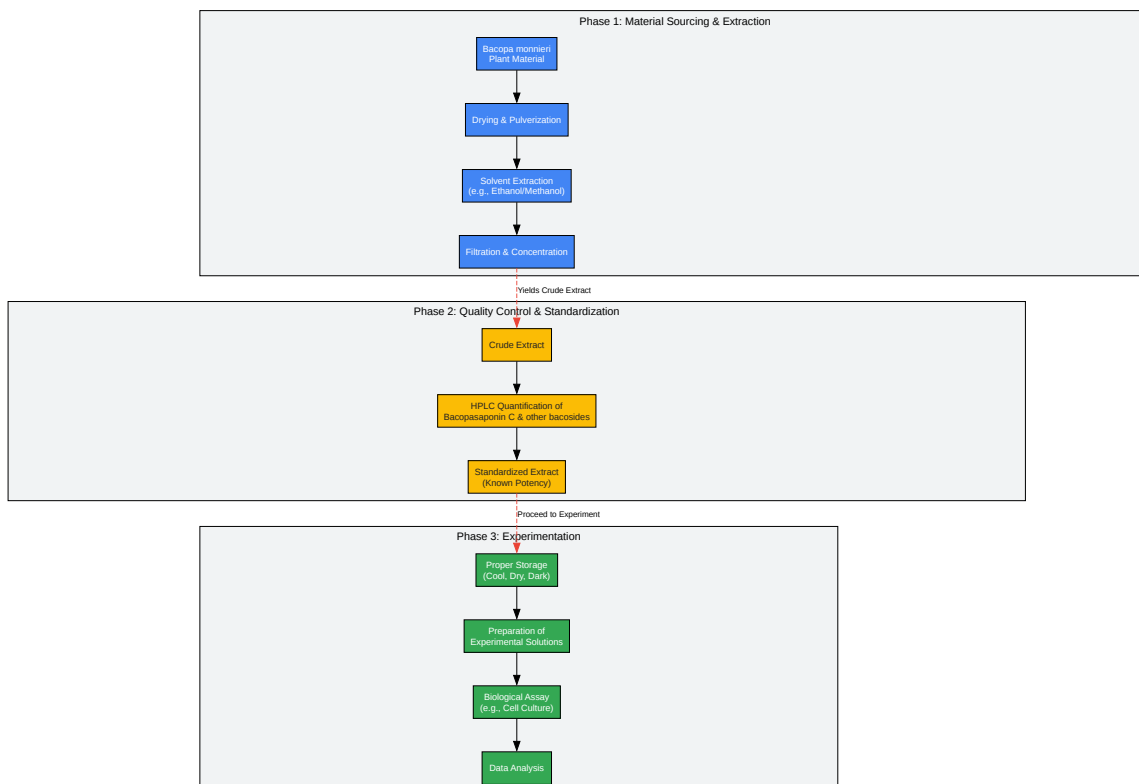 Phase 1: Material Sourcing & Extraction
Bacopa monnieri
Plant Material
Drying & Pulverization
Solvent Extraction
(e.g., Ethanol/Methanol)
Filtration & Concentration
Yields Crude Extract
Phase 2: Quality Control & Standardization
Crude Extract
HPLC Quantification of
Bacopasaponin C & other bacosides
Standardized Extract
(Known Potency)
Proceed to Experiment
Phase 3: Experimentation
Proper Storage
(Cool, Dry, Dark)
Preparation of
Experimental Solutions
Biological Assay
(e.g., Cell Culture)
Data Analysis